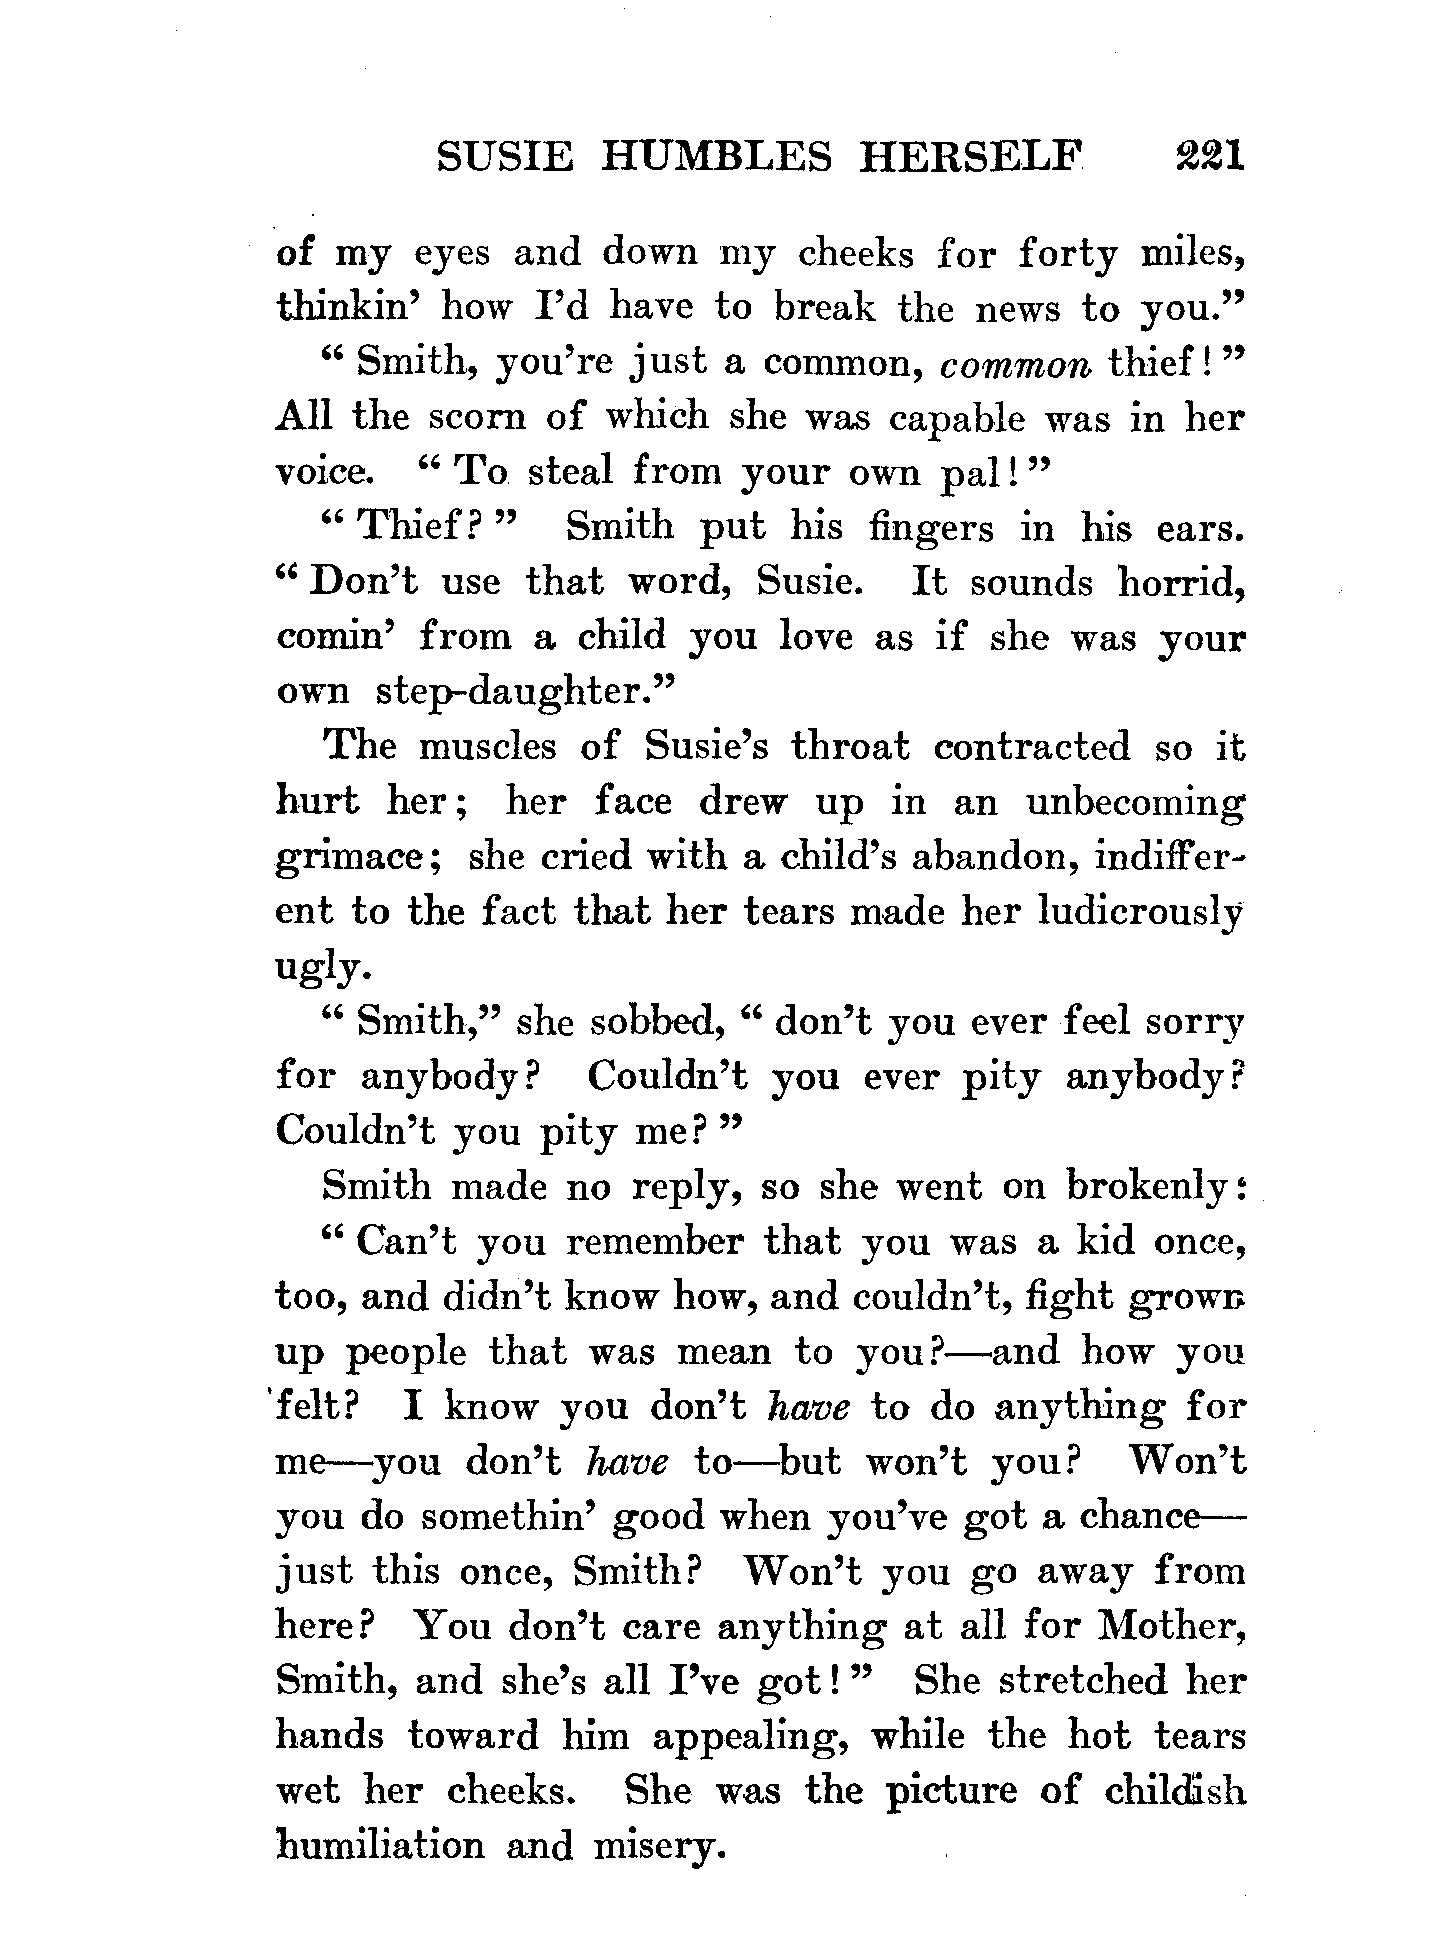 SUSIE HUMBLES HERSELF 221
of my eyes and down my cheeks for forty miles,
thinkin’ how I’d have to break the news to you.”
“ Smith, you’re just a common, common thief! ”
All the scorn of which she was capable was in her
voice. “ To steal from your own pal! ”
“ Thief? ” Smith put his fingers in his ears.
“ Don’t use that word, Susie. It sounds horrid,
comin’ from a child you love as if she was your
own step-daughter.”
The muscles of Susie’s throat contracted so it
hurt her; her face drew up in an unbecoming
grimace; she cried with a child’s abandon, indiffer-
ent to the fact that her tears made her ludicrously
ugly.
“ Smith,” she sobbed, “ don’t you ever feel sorry
for anybody? Couldn’t you ever pity anybody?
Couldn’t you pity me? ”
Smith made no reply, so she went on brokenly:
“ Can’t you remember that you was a kid once,
too, and didn’t know how, and couldn’t, fight grown
up people that was mean to you?—and how you
felt? I know you don’t have to do anything for
me—you don’t have to—but won’t you? Won’t
you do somethin’ good when you’ve got a chance—
just this once, Smith? Won’t you go away from
here? You don’t care anything at all for Mother,
Smith, and she’s all I’ve got! ” She stretched her
hands toward him appealing, while the hot tears
wet her cheeks. She was the picture of childish
humiliation and misery.